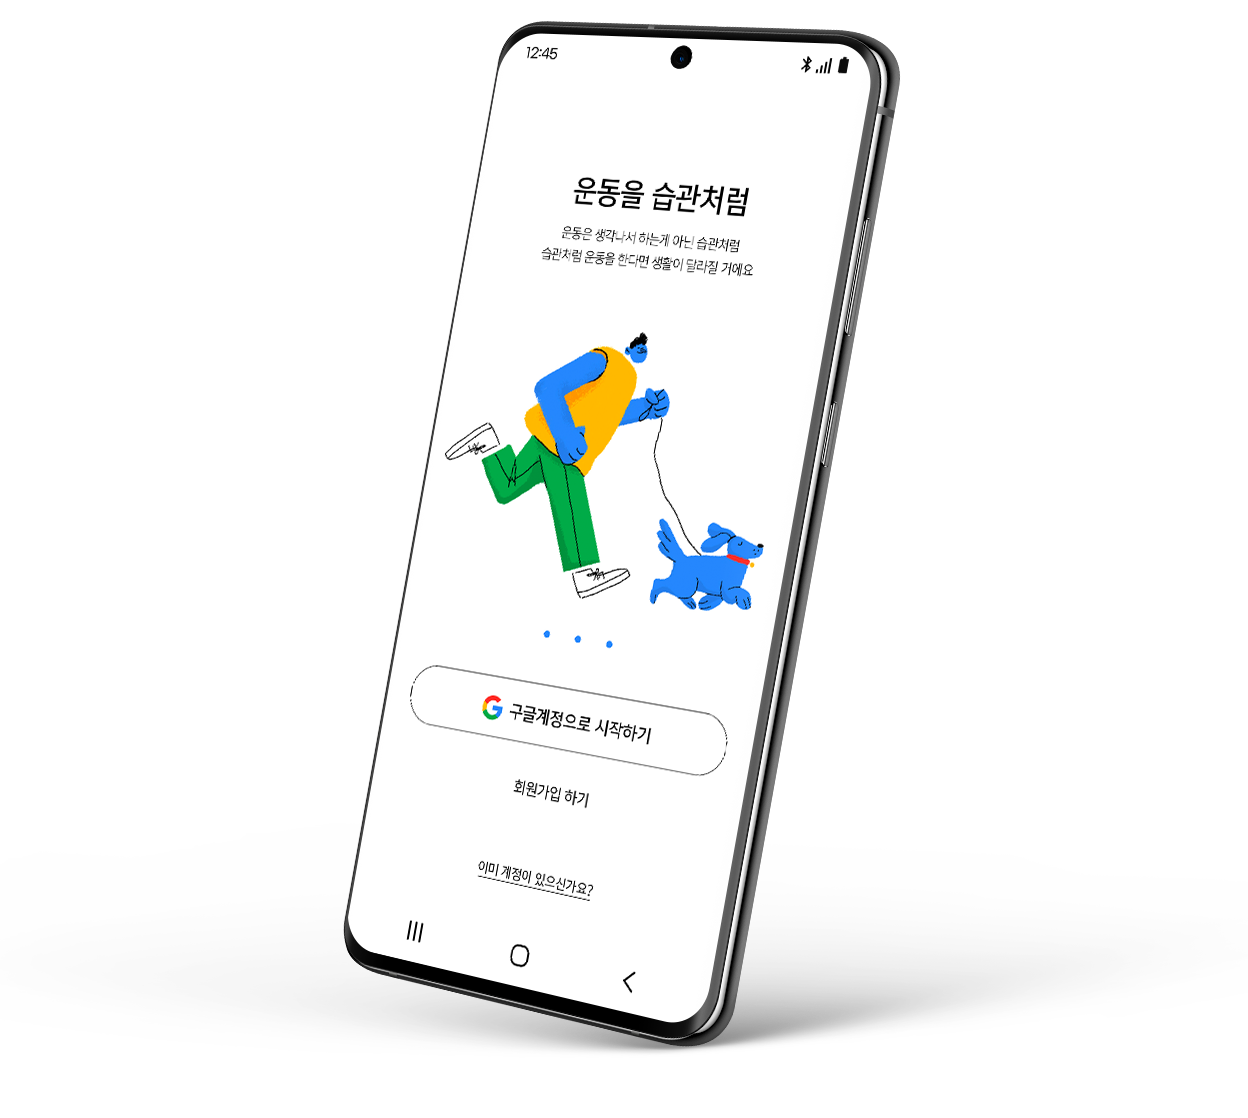 12:45
운동을 습관처럼
운동은 생각나서 하는게 아닌 습관처럼
습관처럼 운동을 한다면 생활이 달라질 거에요
구글계정으로 시작하기
회원가입 하기
이미 계정이 있으신가요?